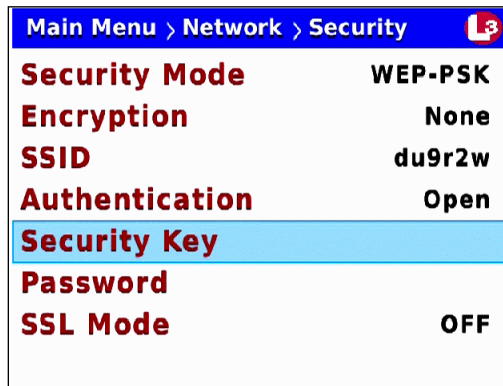 Main Menu > Network > Security L3
Security Mode WEP-PSK
Encryption None
SSID du9r2w
Authentication Open
Security Key
Password
SSL Mode OFF